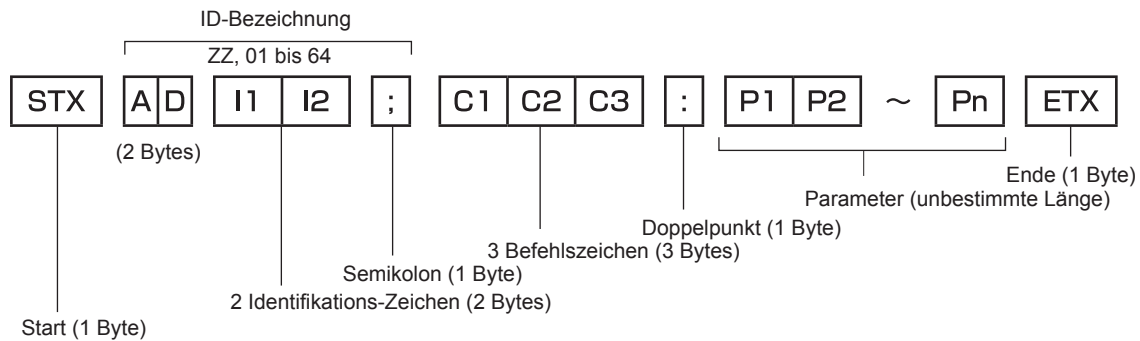 ID-Bezeichnung
ZZ, 01 bis 64
STX A D I1 I2 ; C1 C2 C3 : P1 P2 ～ Pn ETX
(2 Bytes)
Ende (1 Byte)
Parameter (unbestimmte Länge)
Doppelpunkt (1 Byte)
3 Befehlszeichen (3 Bytes)
Semikolon (1 Byte)
2 Identifikations-Zeichen (2 Bytes)
Start (1 Byte)